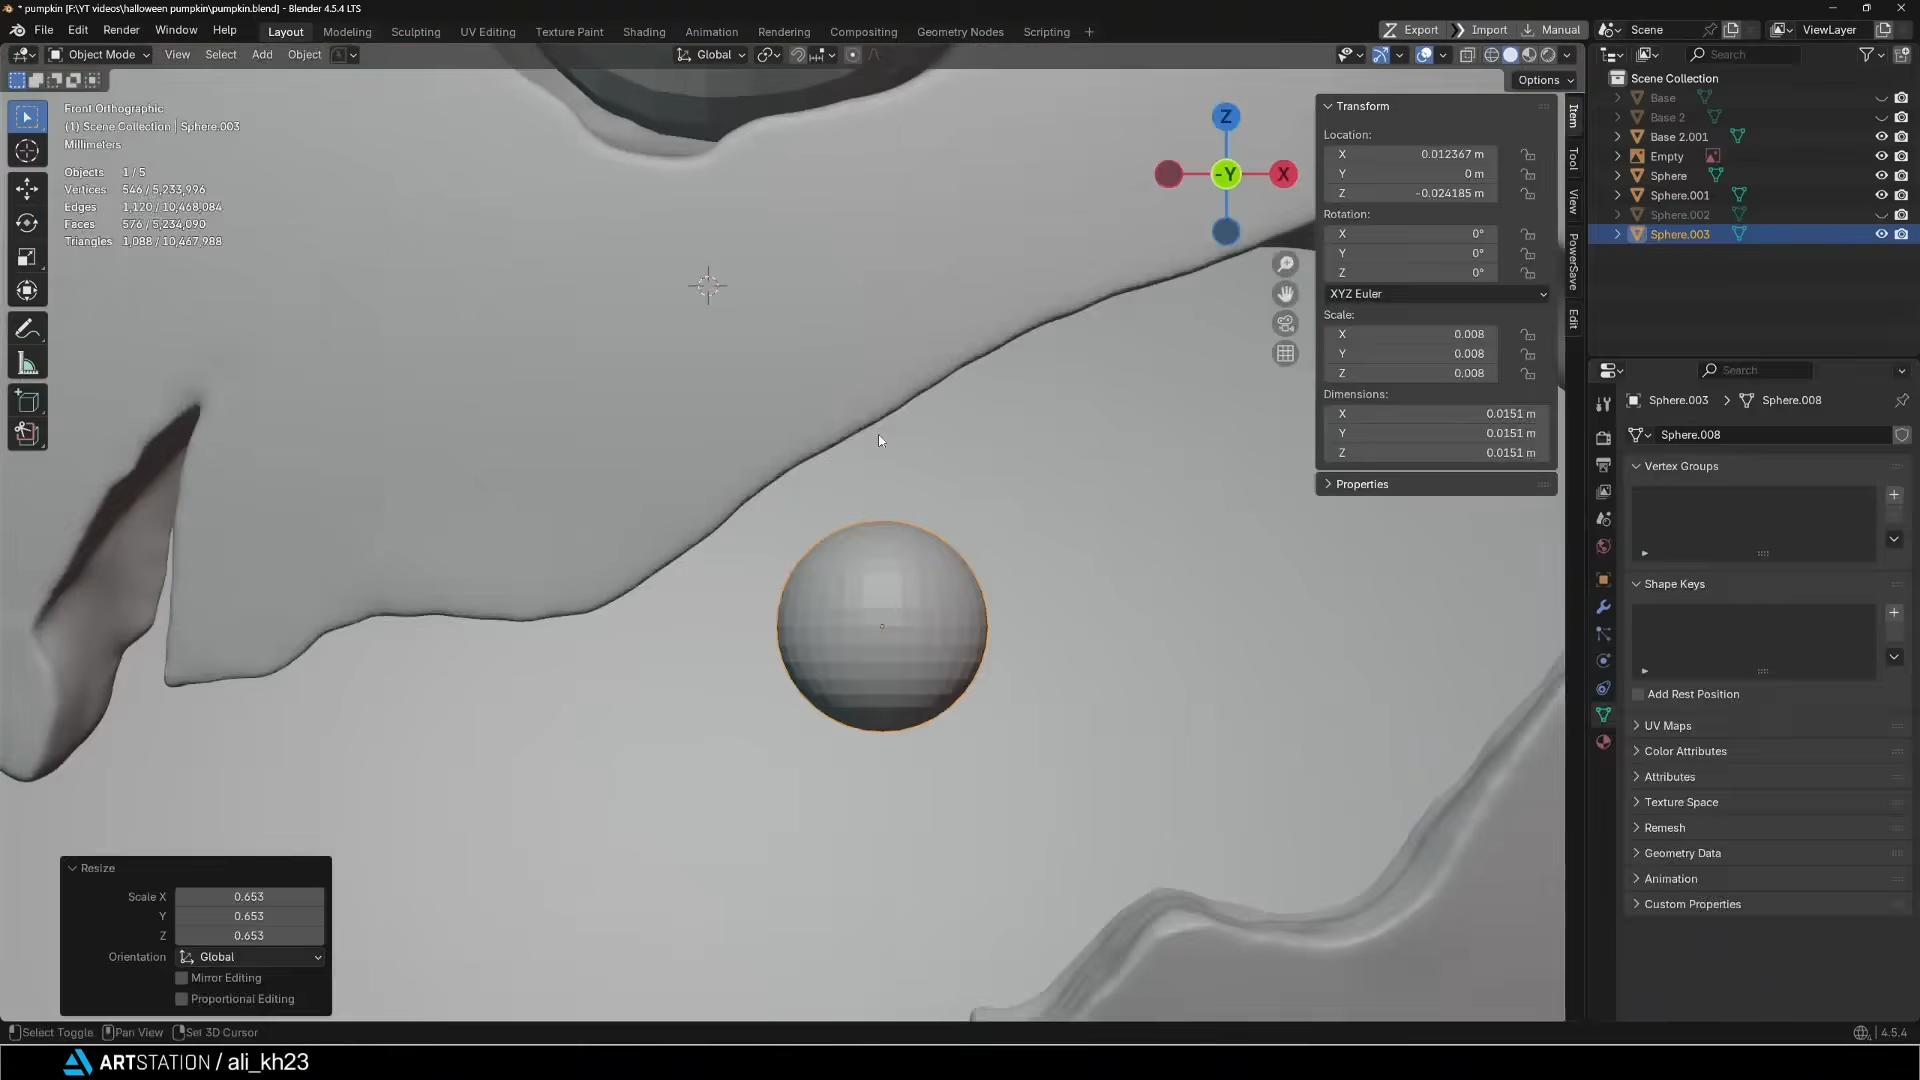 * pumpkin [F:\YT videos\halloween pumpkin\pumpkin.blend] - Blender 4.5.4 LTS
File Edit Render Window Help Layout Modeling Sculpting UV Editing Texture Paint Shading Animation Rendering Compositing Geometry Nodes Scripting + Export Import Manual Scene ViewLayer
Object Mode View Select Add Object Global Search
Options
Front Orthographic
(1) Scene Collection | Sphere.003
Millimeters
Objects 1 / 5
Vertices 546 / 5,233,996
Edges 1,120 / 10,468,084
Faces 576 / 5,234,090
Triangles 1,088 / 10,467,988
Z
-Y
X
Transform
Location:
X 0.012367 m
Y 0 m
Z -0.024185 m
Rotation:
X 0°
Y 0°
Z 0°
XYZ Euler
Scale:
X 0.008
Y 0.008
Z 0.008
Dimensions:
X 0.0151 m
Y 0.0151 m
Z 0.0151 m
Properties
Item
Tool
View
PowerSave
Edit
Scene Collection
Base
Base 2
Base 2.001
Empty
Sphere
Sphere.001
Sphere.002
Sphere.003
Search
Sphere.003 Sphere.008
Sphere.008
Vertex Groups
Shape Keys
Add Rest Position
UV Maps
Color Attributes
Attributes
Texture Space
Remesh
Geometry Data
Animation
Custom Properties
Resize
Scale X 0.653
Y 0.653
Z 0.653
Orientation Global
Mirror Editing
Proportional Editing
Select Toggle Pan View Set 3D Cursor 4.5.4
ARTSTATION / ali_kh23